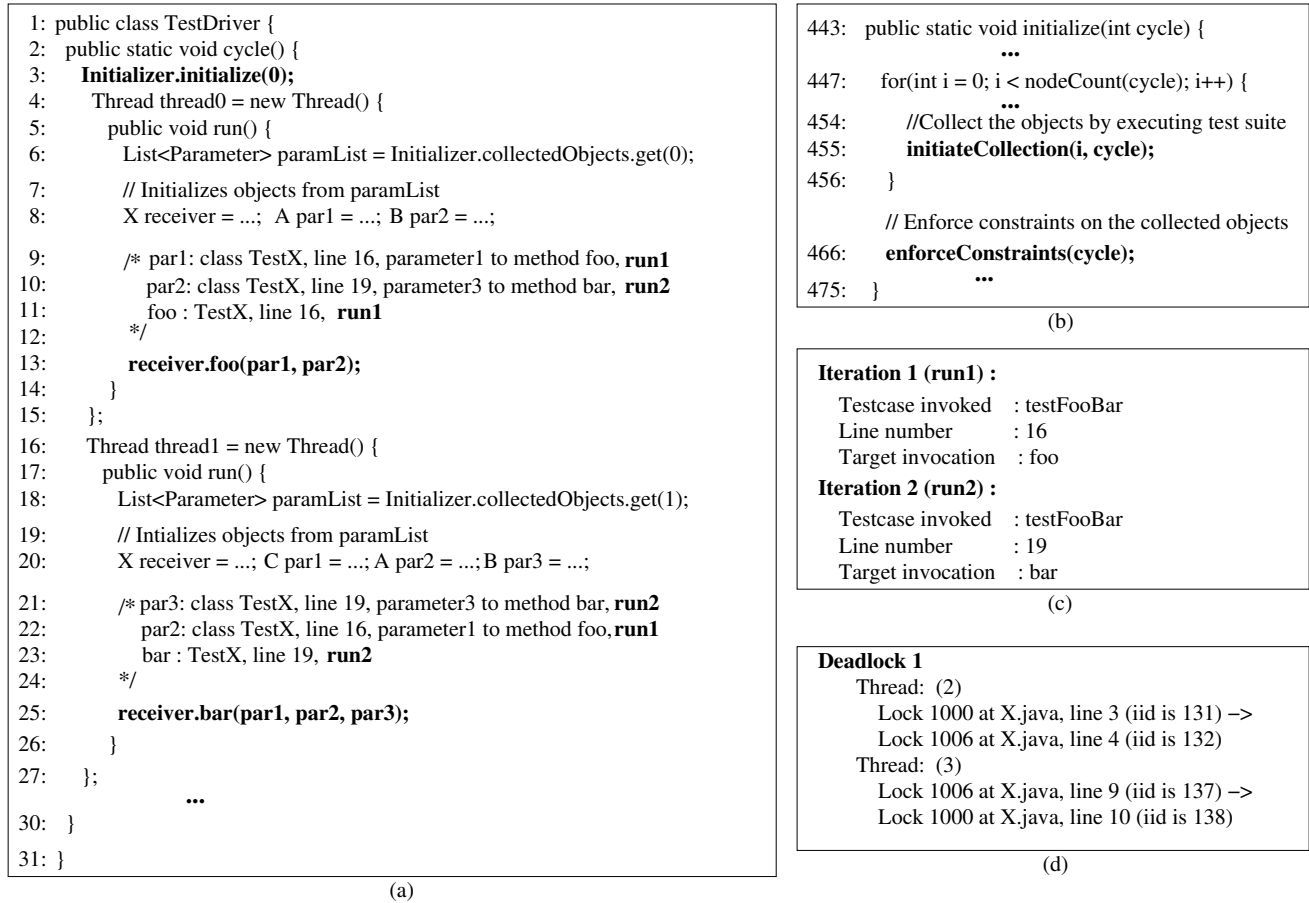 1: public class TestDriver {
2: public static void cycle() {
3: Initializer.initialize(0);
4: Thread thread0 = new Thread() {
5: public void run() {
6: List<Parameter> paramList = Initializer.collectedObjects.get(0);
7: // Initializes objects from paramList
8: X receiver = ...; A par1 = ...; B par2 = ...;
9: /* par1: class TestX, line 16, parameter1 to method foo, run1
10: par2: class TestX, line 19, parameter3 to method bar, run2
11: foo : TestX, line 16, run1
12: */
13: receiver.foo(par1, par2);
14: }
15: };
16: Thread thread1 = new Thread() {
17: public void run() {
18: List<Parameter> paramList = Initializer.collectedObjects.get(1);
19: // Intializes objects from paramList
20: X receiver = ...; C par1 = ...; A par2 = ...; B par3 = ...;
21: /* par3: class TestX, line 19, parameter3 to method bar, run2
22: par2: class TestX, line 16, parameter1 to method foo, run1
23: bar : TestX, line 19, run2
24: */
25: receiver.bar(par1, par2, par3);
26: }
27: };
...
30: }
31: }
(a)
443: public static void initialize(int cycle) {
...
447: for(int i = 0; i < nodeCount(cycle); i++) {
...
454: //Collect the objects by executing test suite
455: initiateCollection(i, cycle);
456: }
// Enforce constraints on the collected objects
466: enforceConstraints(cycle);
...
475: }
(b)
Iteration 1 (run1) :
Testcase invoked : testFooBar
Line number : 16
Target invocation : foo
Iteration 2 (run2) :
Testcase invoked : testFooBar
Line number : 19
Target invocation : bar
(c)
Deadlock 1
Thread: (2)
Lock 1000 at X.java, line 3 (iid is 131) −>
Lock 1006 at X.java, line 4 (iid is 132)
Thread: (3)
Lock 1006 at X.java, line 9 (iid is 137) −>
Lock 1000 at X.java, line 10 (iid is 138)
(d)